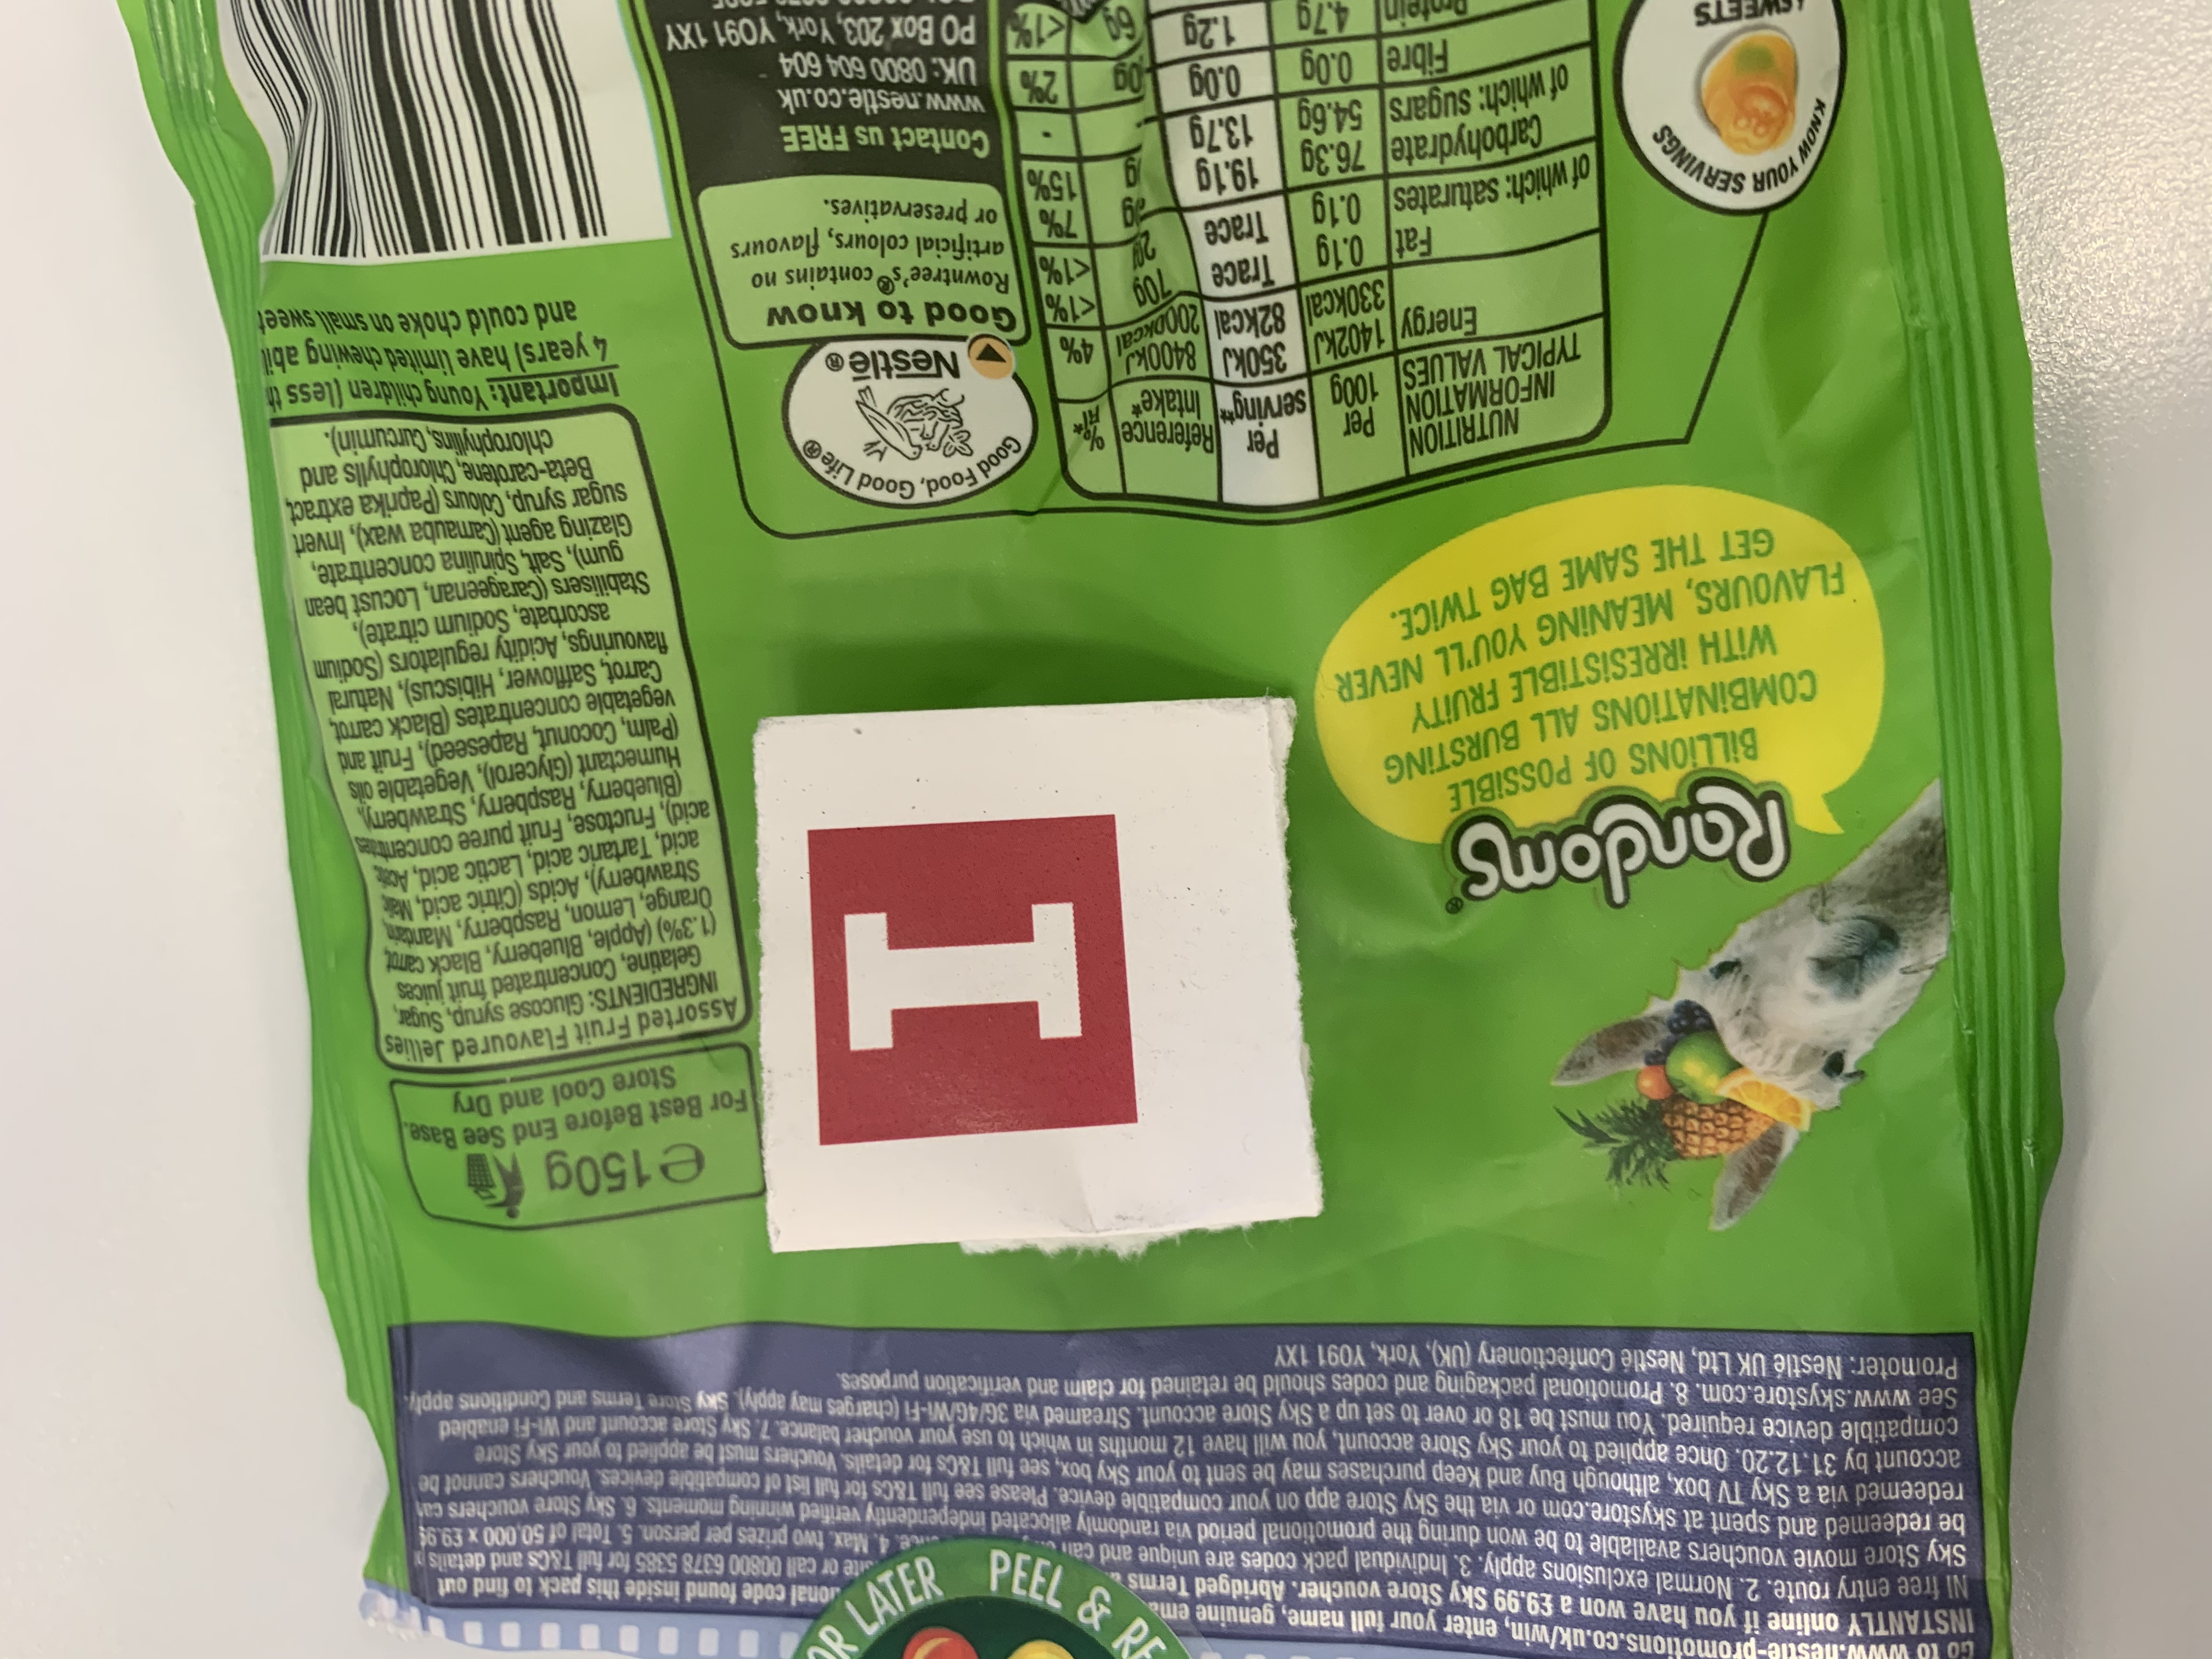 Go to www.nestle-promotions.co.uk/win, enter your full name, genuine em onal code found inside this pack to find out
INSTANTLY online if you have won a £9.99 Sky Store voucher. Abridged Terms te or call 00800 6378 5385 for full T&Cs and details
NI free entry route. 2. Normal exclusions apply. 3. Individual pack codes are unique and can 4. Max. two prizes per person. 5. Total of 50,000 x £9.99
Sky Store movie vouchers available to be won during the promotional period via randomly allocated independently verified winning moments. 6. Sky Store vouchers can
be redeemed and spent at skystore.com or via the Sky Store app on your compatible device. Please see full T&Cs for full list of compatible devices. Vouchers cannot be
redeemed via a Sky TV box, although Buy and Keep purchases may be sent to your Sky box, see full T&Cs for details. Vouchers must be applied to your Sky Store
account by 31.12.20. Once applied to your Sky Store account, you will have 12 months in which to use your voucher balance. 7. Sky Store account and Wi-Fi enabled
compatible device required. You must be 18 or over to set up a Sky Store account. Streamed via 3G/4G/Wi-Fi (charges may apply). Sky Store Terms and Conditions apply.
See www.skystore.com. 8. Promotional packaging and codes should be retained for claim and verification purposes.
Promoter: Nestlé UK Ltd, Nestlé Confectionery (UK), York, YO91 1XY
OR LATER PEEL & RE
I
Randoms®
BILLIONS OF POSSIBLE
COMBINATIONS ALL BURSTING
WITH IRRESISTIBLE FRUITY
FLAVOURS, MEANING YOU'LL NEVER
GET THE SAME BAG TWICE.
e150g
For Best Before End See Base.
Store Cool and Dry
Assorted Fruit Flavoured Jellies
INGREDIENTS: Glucose syrup, Sugar,
Gelatine, Concentrated fruit juices
(1.3%) (Apple, Blueberry, Black carrot,
Orange, Lemon, Raspberry, Mandarin,
Strawberry), Acids (Citric acid, Malic
acid, Tartaric acid, Lactic acid, Acetic
acid), Fructose, Fruit puree concentrates
(Blueberry, Raspberry, Strawberry),
Humectant (Glycerol), Vegetable oils
(Palm, Coconut, Rapeseed), Fruit and
vegetable concentrates (Black carrot,
Carrot, Safflower, Hibiscus), Natural
flavourings, Acidity regulators (Sodium
ascorbate, Sodium citrate),
Stabilisers (Carageenan, Locust bean
gum), Salt, Spirulina concentrate,
Glazing agent (Carnauba wax), Invert
sugar syrup, Colours (Paprika extract,
Beta-carotene, Chlorophylls and
chlorophyllins, Curcumin).
Important: Young children (less th
4 years) have limited chewing abil
and could choke on small sweet
Good Food, Good Life®
Nestlé®
Good to know
Rowntree's® contains no
artificial colours, flavours
or preservatives.
Contact us FREE
www.nestle.co.uk
UK: 0800 604 604
PO Box 203, York, YO91 1XY
NUTRITION INFORMATION TYPICAL VALUES Per 100g Per serving** Reference Intake* %RI*
Energy 1402kJ 350kJ 8400kJ 4%
330kcal 82kcal 2000kcal
Fat 0.1g Trace 70g <1%
of which: saturates 0.1g Trace <1%
Carbohydrate 76.3g 19.1g 7%
of which: sugars 54.6g 13.7g 15%
Fibre 0.0g 0.0g -
Protein 4.7g 1.2g 2%
<1%
KNOW YOUR SERVINGS
SWEETS